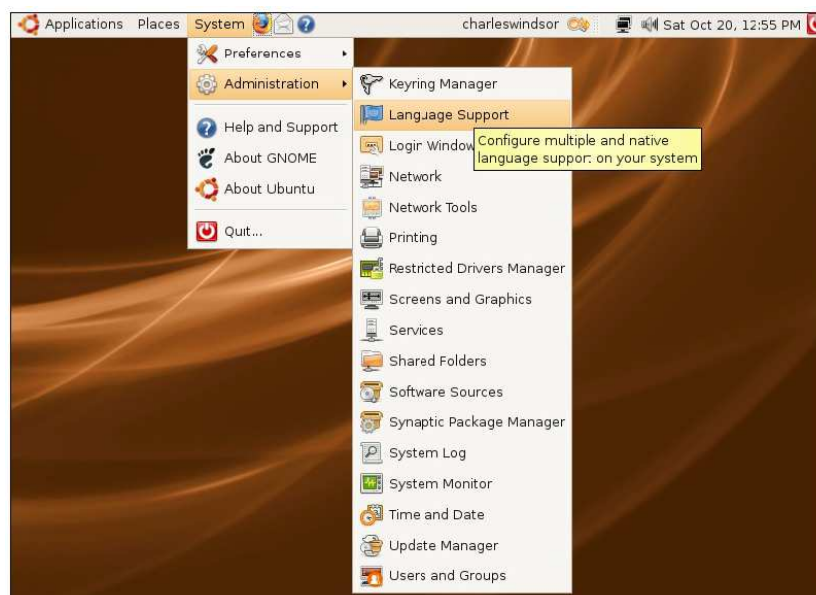 Applications Places System charleswindsor Sat Oct 20, 12:55 PM
Preferences
Administration
Help and Support
About GNOME
About Ubuntu
Quit...
Keyring Manager
Language Support
Configure multiple and native
language support on your system
Login Window
Network
Network Tools
Printing
Restricted Drivers Manager
Screens and Graphics
Services
Shared Folders
Software Sources
Synaptic Package Manager
System Log
System Monitor
Time and Date
Update Manager
Users and Groups